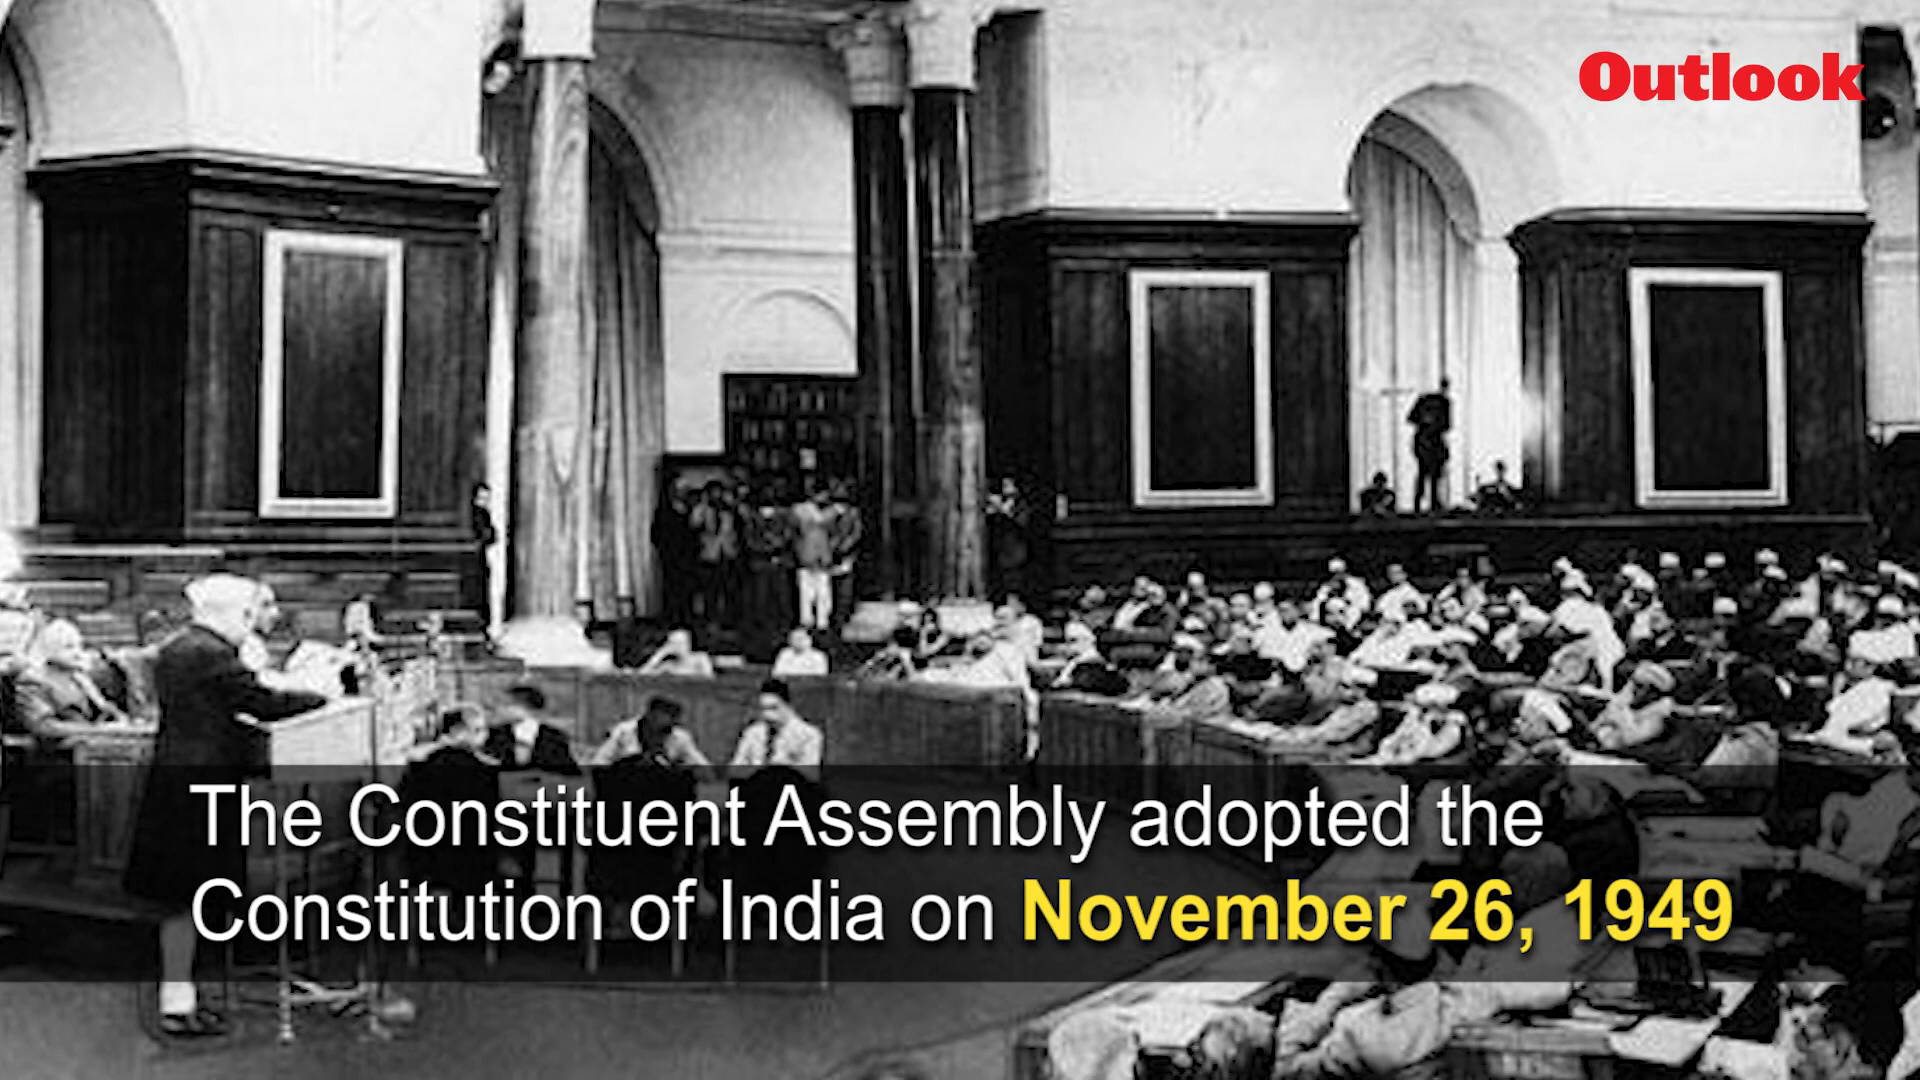 Outlook
The Constituent Assembly adopted the
Constitution of India on November 26, 1949